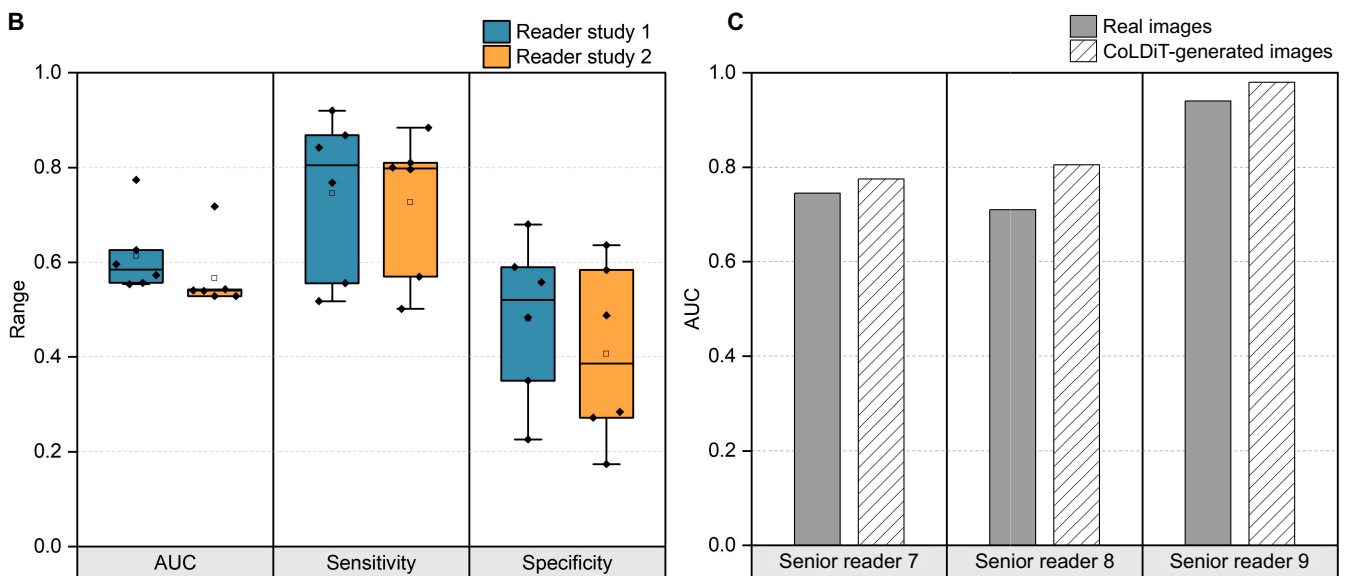 B
Reader study 1
Reader study 2
Range
1.0
0.8
0.6
0.4
0.2
0.0
AUC
Sensitivity
Specificity
C
Real images
CoLDiT-generated images
AUC
1.0
0.8
0.6
0.4
0.2
0.0
Senior reader 7
Senior reader 8
Senior reader 9